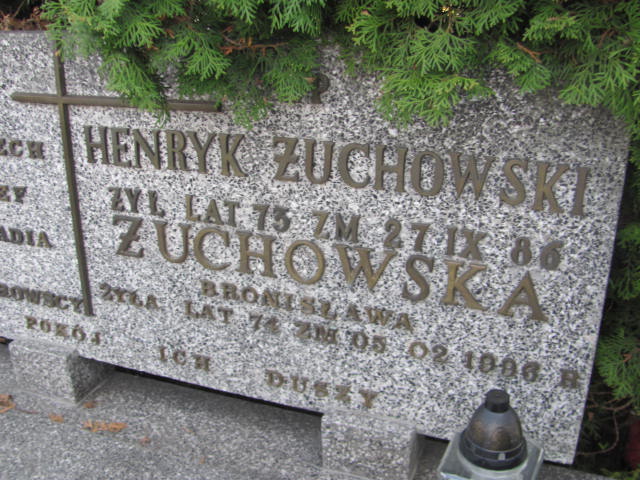 HENRYK ŻUCHOWSKI
ŻYŁ LAT 73 ZM 27 IX 86
ŻUCHOWSKA
BRONISŁAWA
ŻYŁA LAT 72 ZM 05 02 1996 R
POKÓJ ICH DUSZY